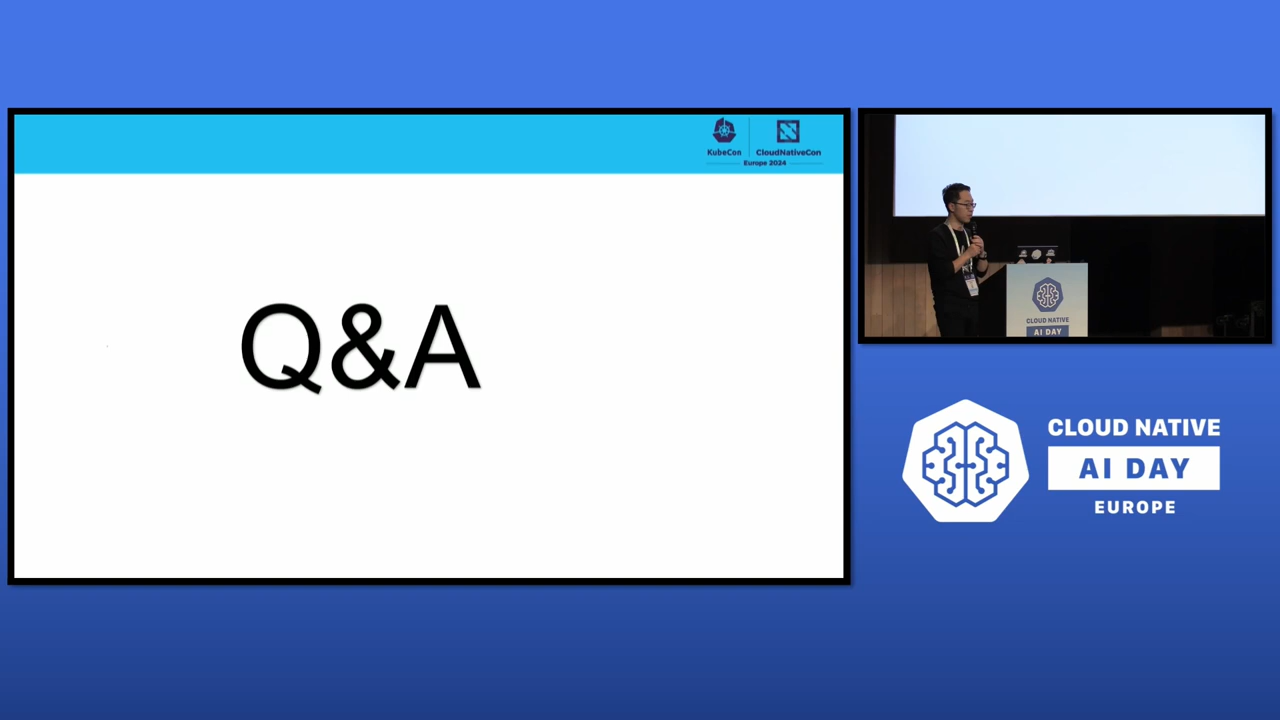 KubeCon
CloudNativeCon
Europe 2024
Q&A
CLOUD NATIVE
AI DAY
CLOUD NATIVE
AI DAY
EUROPE